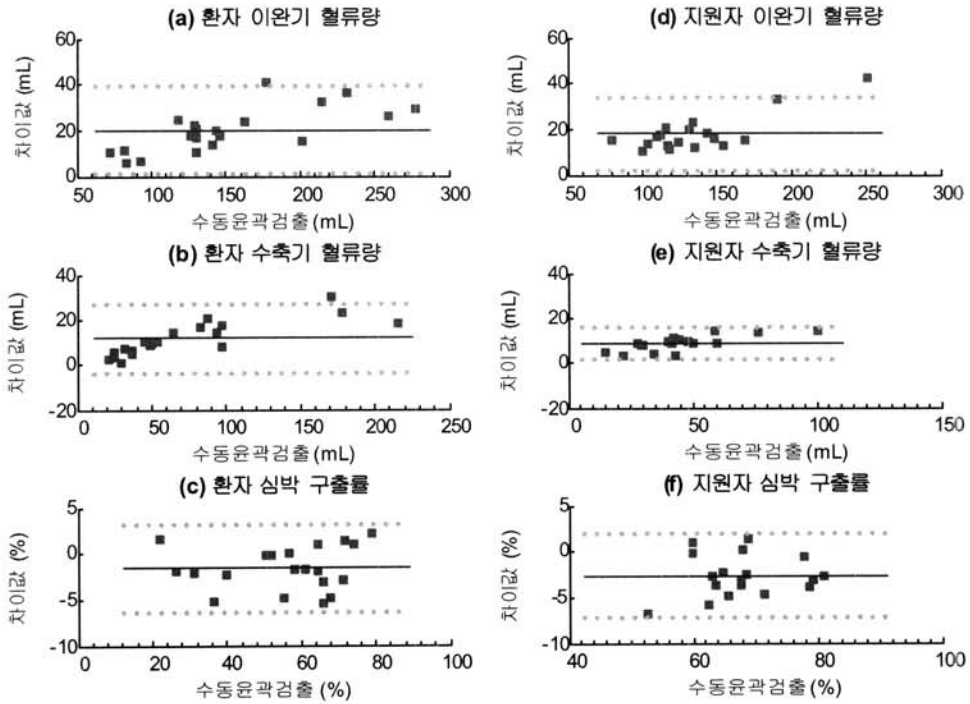 (a) 환자 이완기 혈류량
차이값 (mL)
60
40
20
0
50 100 150 200 250 300
수동윤곽검출 (mL)
(b) 환자 수축기 혈류량
차이값 (mL)
40
20
0
-20
0 50 100 150 200 250
수동윤곽검출 (mL)
(c) 환자 심박 구출률
차이값 (%)
5
0
-5
-10
0 20 40 60 80 100
수동윤곽검출 (%)
(d) 지원자 이완기 혈류량
차이값 (mL)
60
40
20
0
50 100 150 200 250 300
수동윤곽검출 (mL)
(e) 지원자 수축기 혈류량
차이값 (mL)
40
20
0
-20
0 50 100 150
수동윤곽검출 (mL)
(f) 지원자 심박 구출률
차이값 (%)
5
0
-5
-10
40 60 80 100
수동윤곽검출 (%)